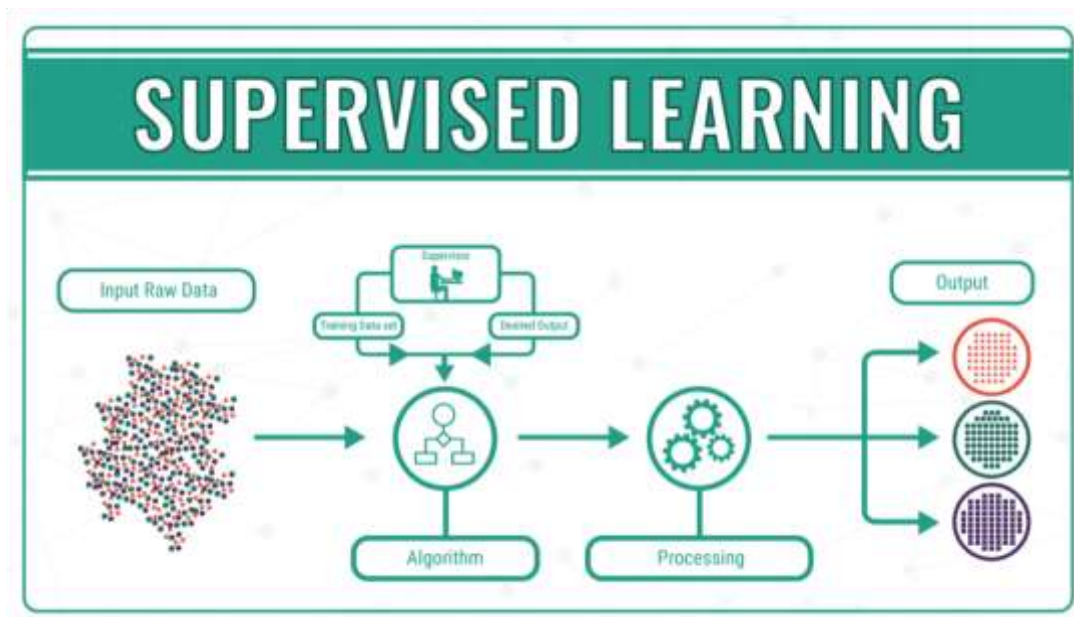 SUPERVISED LEARNING
Supervisor
Input Raw Data
Output
Training Data set
Desired Output
Algorithm
Processing